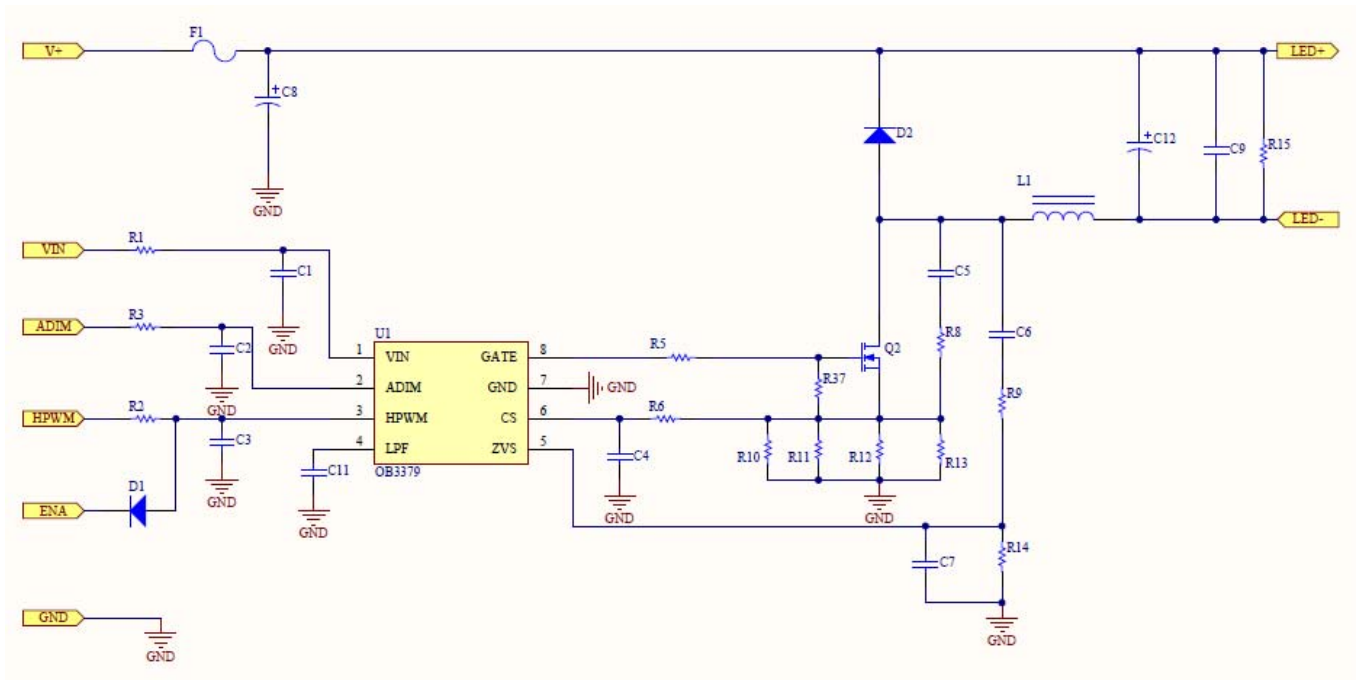 F1
V+
LED+
C8
D2
C12
C9
R15
GND
L1
LED-
VIN
R1
C1
C5
ADIM
R3
C2
GND
U1
R8
C6
1
VIN
GATE
8
R5
Q2
2
ADIM
GND
7
GND
R37
GND
R9
HPWM
R2
3
HPWM
CS
6
R6
C3
4
LPF
ZVS
5
C4
R10
R11
R12
R13
C11
OB3379
D1
GND
ENA
GND
GND
GND
C7
R14
GND
GND
GND